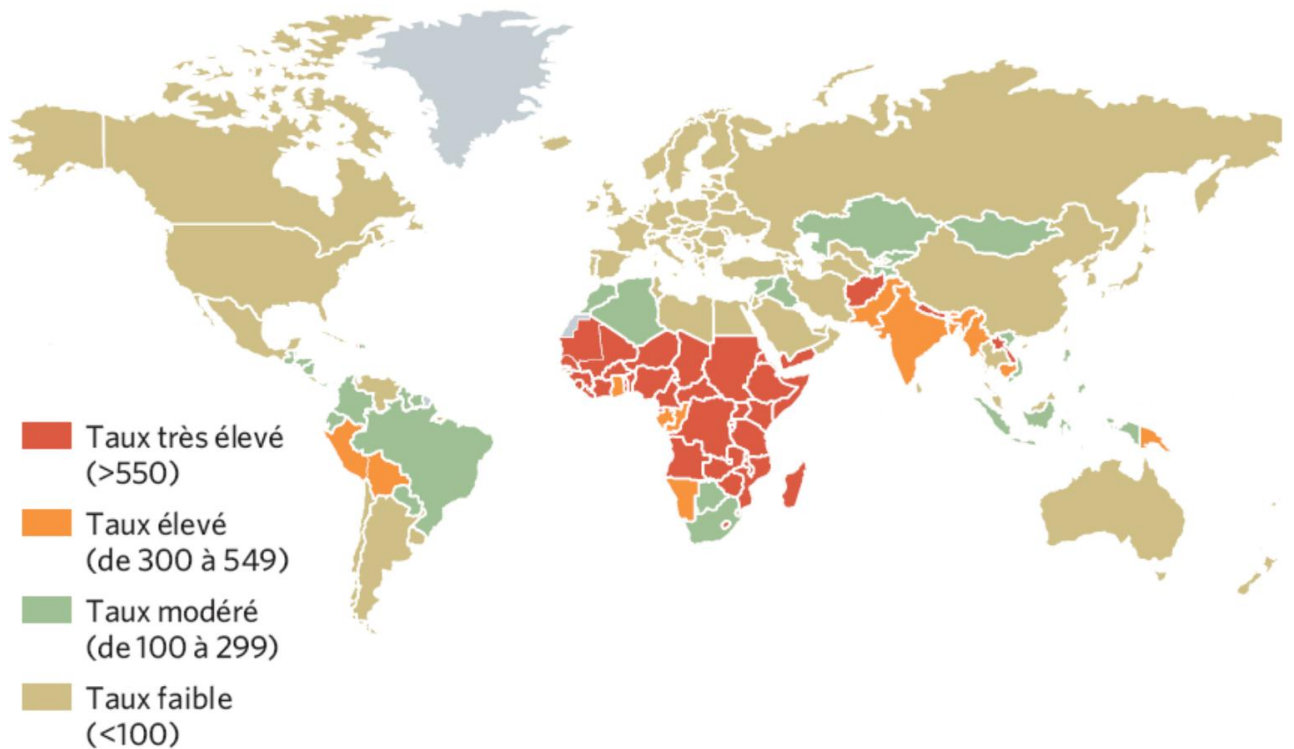 Taux très élevé
(>550)
Taux élevé
(de 300 à 549)
Taux modéré
(de 100 à 299)
Taux faible
(<100)